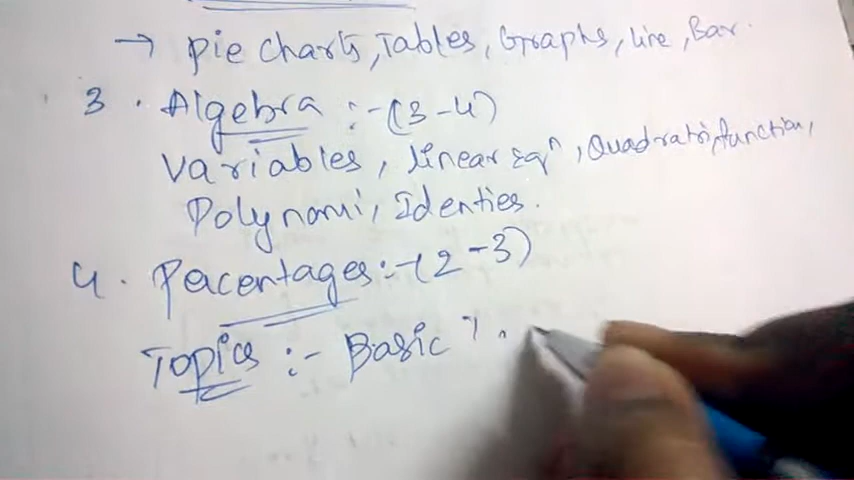 → Pie Charts, Tables, Graphs, line, Bar.
3. Algebra :- (3-4)
Variables, linear Eqⁿ, Quadratic, function,
Polynomi, Identies.
4. Pecentages :- (2-3)
Topics :- Basic %.